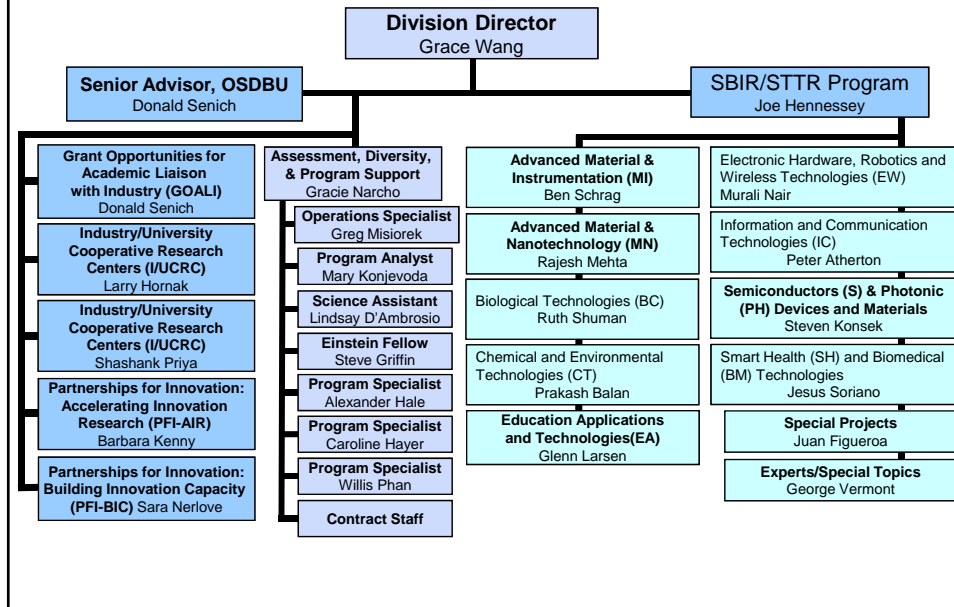 Division Director
Grace Wang
Senior Advisor, OSDBU
Donald Senich
SBIR/STTR Program
Joe Hennessey
Grant Opportunities for
Academic Liaison
with Industry (GOALI)
Donald Senich
Industry/University
Cooperative Research
Centers (I/UCRC)
Larry Hornak
Industry/University
Cooperative Research
Centers (I/UCRC)
Shashank Priya
Partnerships for Innovation:
Accelerating Innovation
Research (PFI-AIR)
Barbara Kenny
Partnerships for Innovation:
Building Innovation Capacity
(PFI-BIC) Sara Nerlove
Assessment, Diversity,
& Program Support
Gracie Narcho
Operations Specialist
Greg Misiorek
Program Analyst
Mary Konjevoda
Science Assistant
Lindsay D'Ambrosio
Einstein Fellow
Steve Griffin
Program Specialist
Alexander Hale
Program Specialist
Caroline Hayer
Program Specialist
Willis Phan
Contract Staff
Advanced Material &
Instrumentation (MI)
Ben Schrag
Advanced Material &
Nanotechnology (MN)
Rajesh Mehta
Biological Technologies (BC)
Ruth Shuman
Chemical and Environmental
Technologies (CT)
Prakash Balan
Education Applications
and Technologies(EA)
Glenn Larsen
Electronic Hardware, Robotics and
Wireless Technologies (EW)
Murali Nair
Information and Communication
Technologies (IC)
Peter Atherton
Semiconductors (S) & Photonic
(PH) Devices and Materials
Steven Konsek
Smart Health (SH) and Biomedical
(BM) Technologies
Jesus Soriano
Special Projects
Juan Figueroa
Experts/Special Topics
George Vermont